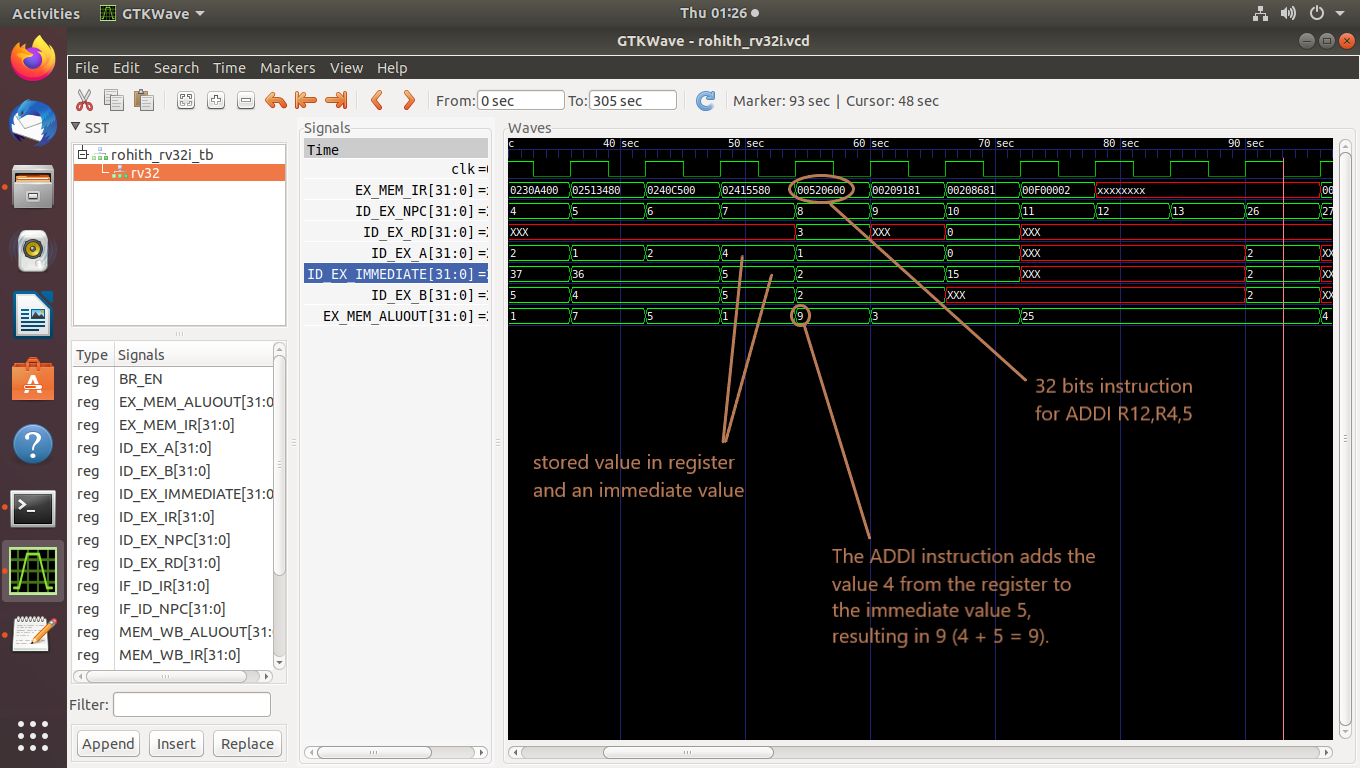 Activities GTKWave Thu 01:26
GTKWave - rohith_rv32i.vcd
File Edit Search Time Markers View Help
From: 0 sec To: 305 sec Marker: 93 sec | Cursor: 48 sec
SST
rohith_rv32i_tb
rv32
Type Signals
reg BR_EN
reg EX_MEM_ALUOUT[31:0
reg EX_MEM_IR[31:0]
reg ID_EX_A[31:0]
reg ID_EX_B[31:0]
reg ID_EX_IMMEDIATE[31:0
reg ID_EX_IR[31:0]
reg ID_EX_NPC[31:0]
reg ID_EX_RD[31:0]
reg IF_ID_IR[31:0]
reg IF_ID_NPC[31:0]
reg MEM_WB_ALUOUT[31:
reg MEM_WB_IR[31:0]
Filter:
Append Insert Replace
Signals
Time
clk=
EX_MEM_IR[31:0]=
ID_EX_NPC[31:0]=
ID_EX_RD[31:0]=
ID_EX_A[31:0]=
ID_EX_IMMEDIATE[31:0]=
ID_EX_B[31:0]=
EX_MEM_ALUOUT[31:0]=
Waves
c 40 sec 50 sec 60 sec 70 sec 80 sec 90 sec
0230A400 02513480 0240C500 02415580 00520600 00209181 00208681 00F00002 xxxxxxxx 00
4 5 6 7 8 9 10 11 12 13 26 27
XXX 3 XXX 0 XXX
2 1 2 4 1 0 XXX 2 XX
37 36 5 2 15 XXX 2 XX
5 4 5 2 XXX 2 XX
1 7 5 1 9 3 25 4
32 bits instruction
for ADDI R12,R4,5
stored value in register
and an immediate value
The ADDI instruction adds the
value 4 from the register to
the immediate value 5,
resulting in 9 (4 + 5 = 9).